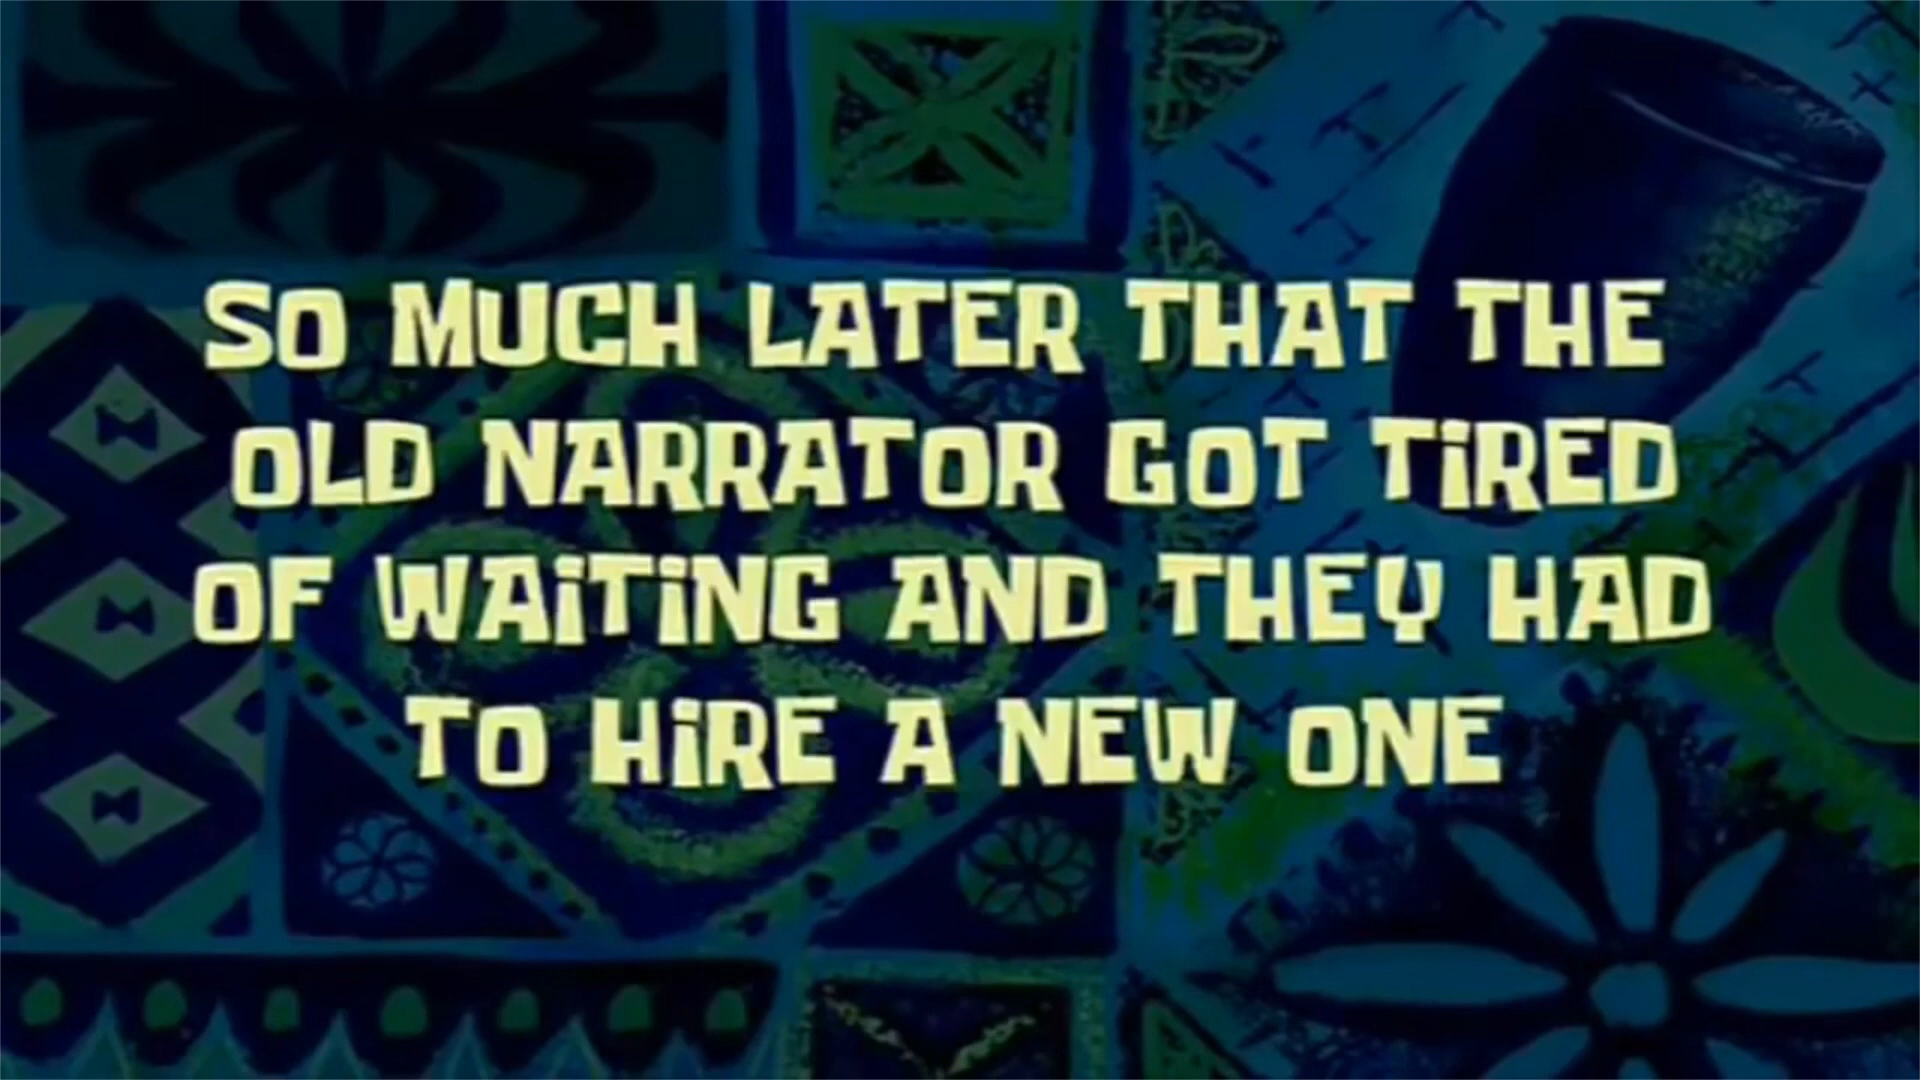 SO MUCH LATER THAT THE
OLD NARRATOR GOT TiRED
OF WAiTiNG AND THEY HAD
TO HiRE A NEW ONE